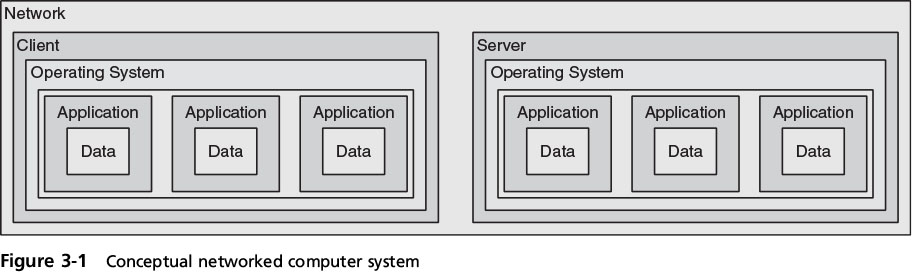 Network
Client
Server
Operating System
Operating System
Application
Application
Application
Application
Application
Application
Data
Data
Data
Data
Data
Data
Figure 3-1 Conceptual networked computer system